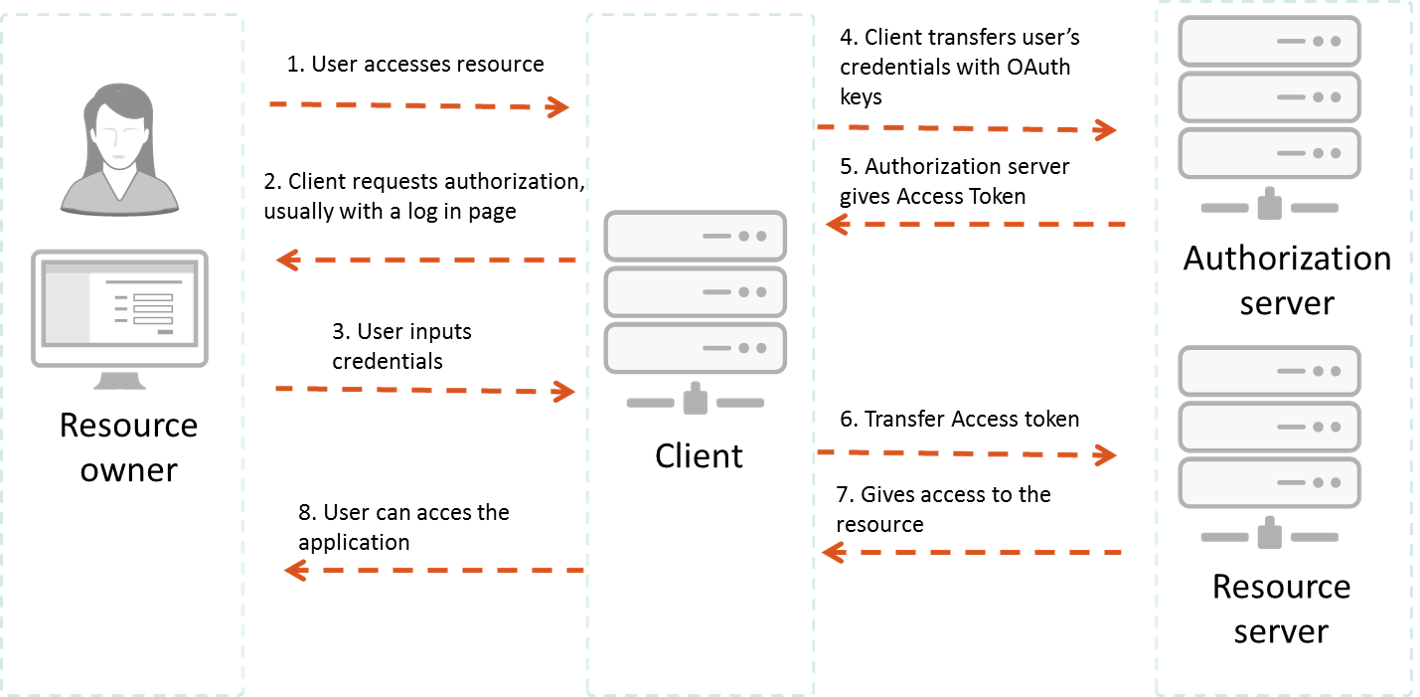 1. User accesses resource
2. Client requests authorization,
usually with a log in page
3. User inputs
credentials
Resource
owner
8. User can acces the
application
Client
4. Client transfers user’s
credentials with OAuth
keys
5. Authorization server
gives Access Token
Authorization
server
6. Transfer Access token
7. Gives access to the
resource
Resource
server